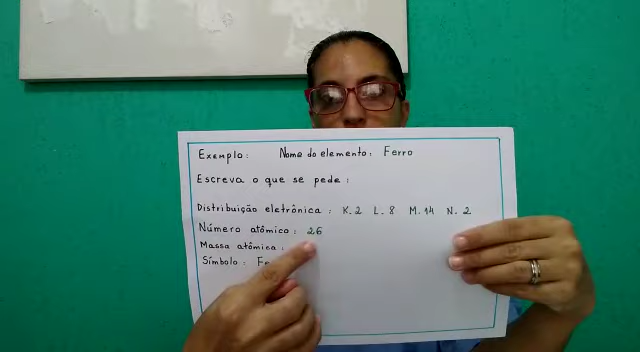 Exemplo: Nome do elemento: Ferro
Escreva o que se pede:
Distribuição eletrônica: K-2 L-8 M-14 N-2
Número atômico: 26
Massa atômica:
Símbolo: Fe